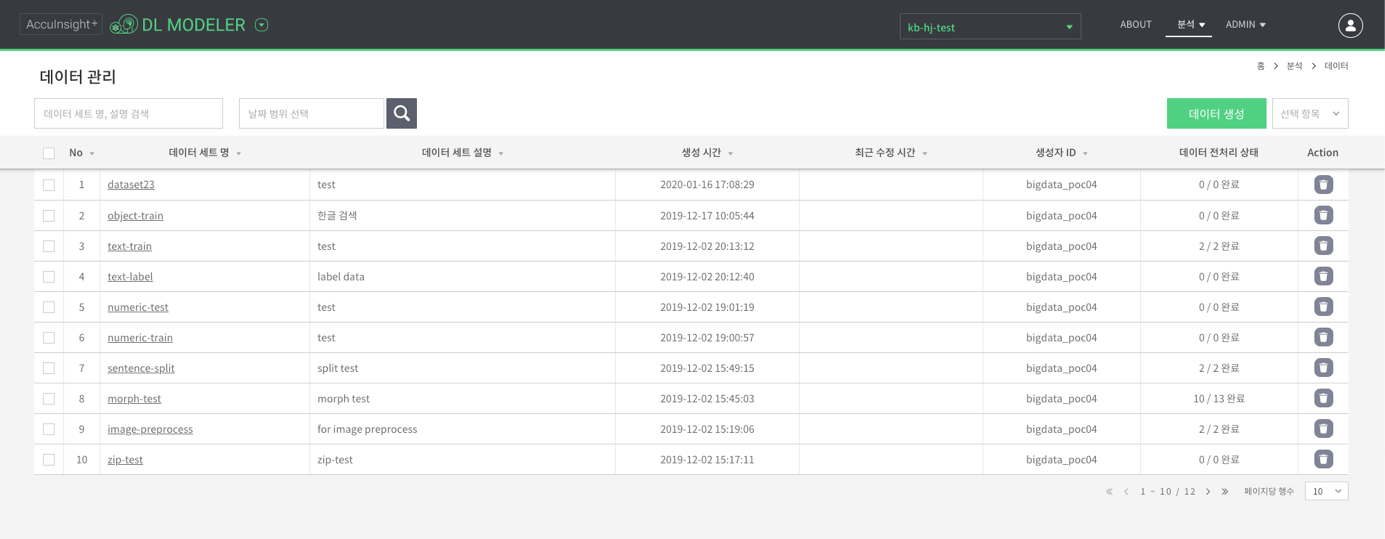 AccuInsight+ DL MODELER kb-hj-test ABOUT 분석 ADMIN
홈 분석 데이터
데이터 관리
데이터 세트 명, 설명 검색 날짜 범위 선택 데이터 생성 선택 항목
No 데이터 세트 명 데이터 세트 설명 생성 시간 최근 수정 시간 생성자 ID 데이터 전처리 상태 Action
1 dataset23 test 2020-01-16 17:08:29 bigdata_poc04 0 / 0 완료
2 object-train 한글 검색 2019-12-17 10:05:44 bigdata_poc04 0 / 0 완료
3 text-train test 2019-12-02 20:13:12 bigdata_poc04 2 / 2 완료
4 text-label label data 2019-12-02 20:12:40 bigdata_poc04 0 / 0 완료
5 numeric-test test 2019-12-02 19:01:19 bigdata_poc04 0 / 0 완료
6 numeric-train test 2019-12-02 19:00:57 bigdata_poc04 0 / 0 완료
7 sentence-split split test 2019-12-02 15:49:15 bigdata_poc04 2 / 2 완료
8 morph-test morph test 2019-12-02 15:45:03 bigdata_poc04 10 / 13 완료
9 image-preprocess for image preprocess 2019-12-02 15:19:06 bigdata_poc04 2 / 2 완료
10 zip-test zip-test 2019-12-02 15:17:11 bigdata_poc04 0 / 0 완료
1 ~ 10 / 12 페이지당 행수 10